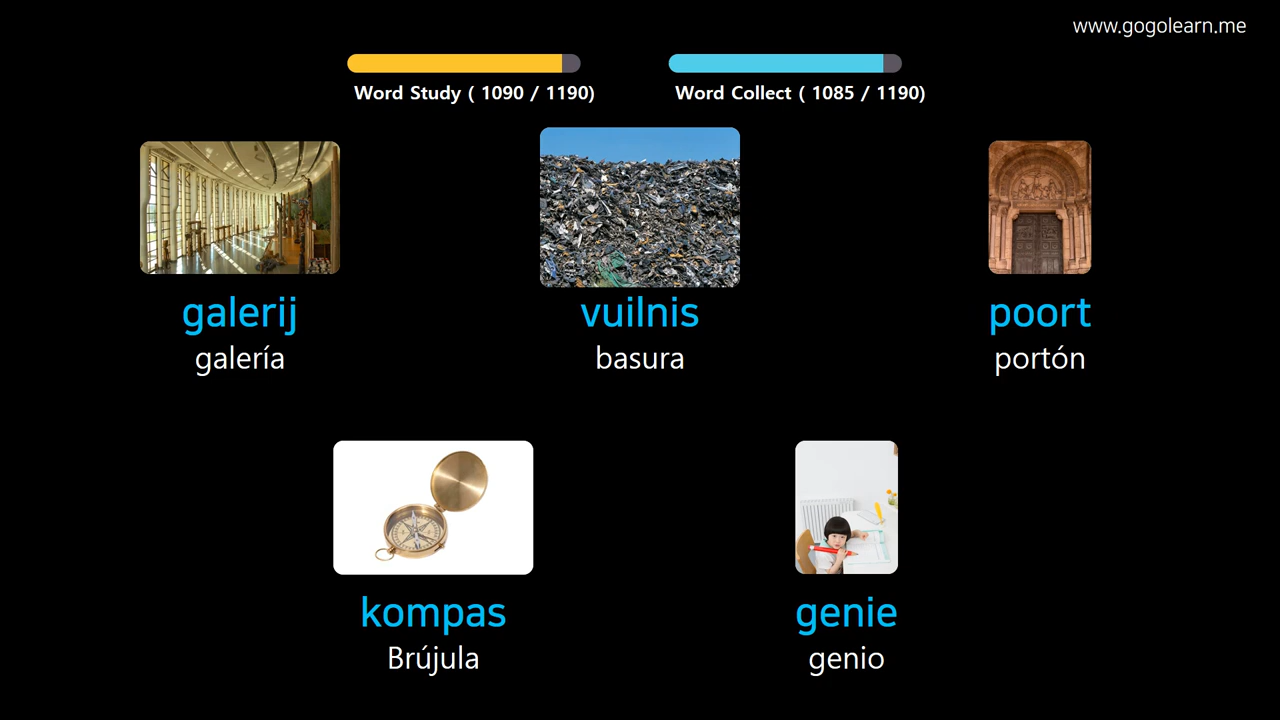 www.gogolearn.me
Word Study ( 1090 / 1190)
Word Collect ( 1085 / 1190)
galerij
galería
vuilnis
basura
poort
portón
kompas
Brújula
genie
genio